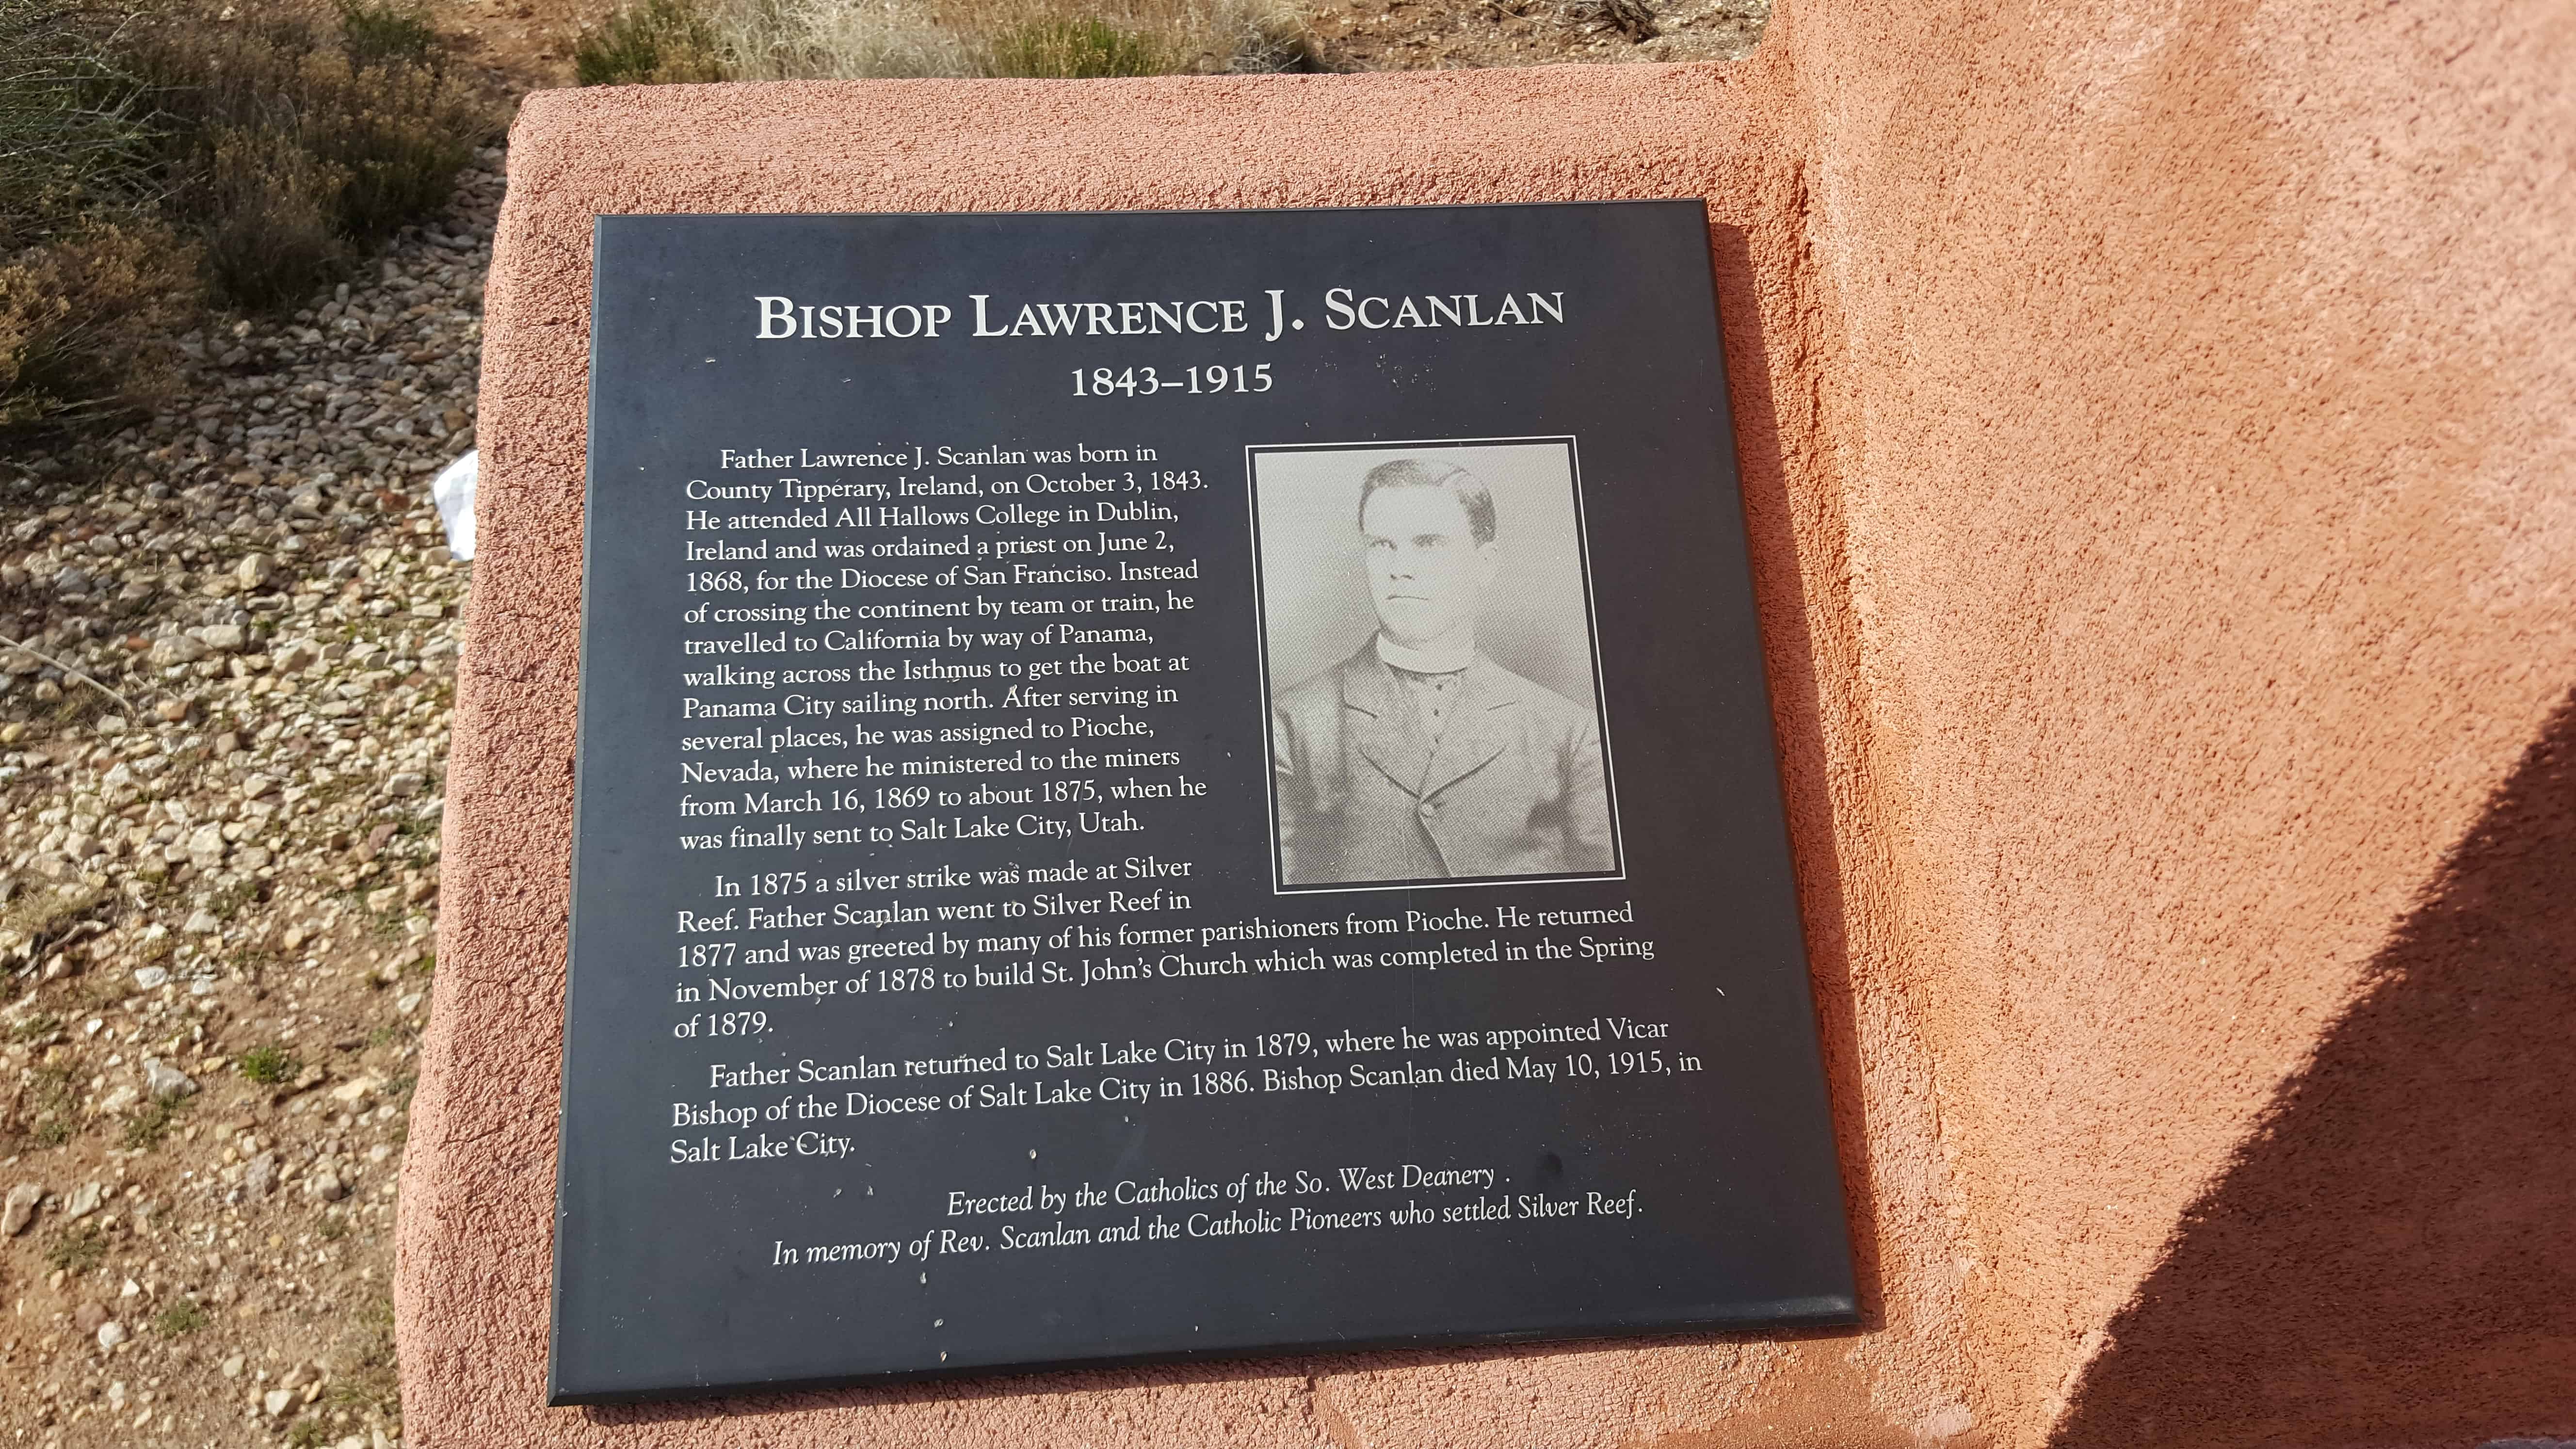 BISHOP LAWRENCE J. SCANLAN
1843–1915
Father Lawrence J. Scanlan was born in
County Tipperary, Ireland, on October 3, 1843.
He attended All Hallows College in Dublin,
Ireland and was ordained a priest on June 2,
1868, for the Diocese of San Franciso. Instead
of crossing the continent by team or train, he
travelled to California by way of Panama,
walking across the Isthmus to get the boat at
Panama City sailing north. After serving in
several places, he was assigned to Pioche,
Nevada, where he ministered to the miners
from March 16, 1869 to about 1875, when he
was finally sent to Salt Lake City, Utah.
In 1875 a silver strike was made at Silver
Reef. Father Scanlan went to Silver Reef in
1877 and was greeted by many of his former parishioners from Pioche. He returned
in November of 1878 to build St. John's Church which was completed in the Spring
of 1879.
Father Scanlan returned to Salt Lake City in 1879, where he was appointed Vicar
Bishop of the Diocese of Salt Lake City in 1886. Bishop Scanlan died May 10, 1915, in
Salt Lake City.
Erected by the Catholics of the So. West Deanery .
In memory of Rev. Scanlan and the Catholic Pioneers who settled Silver Reef.